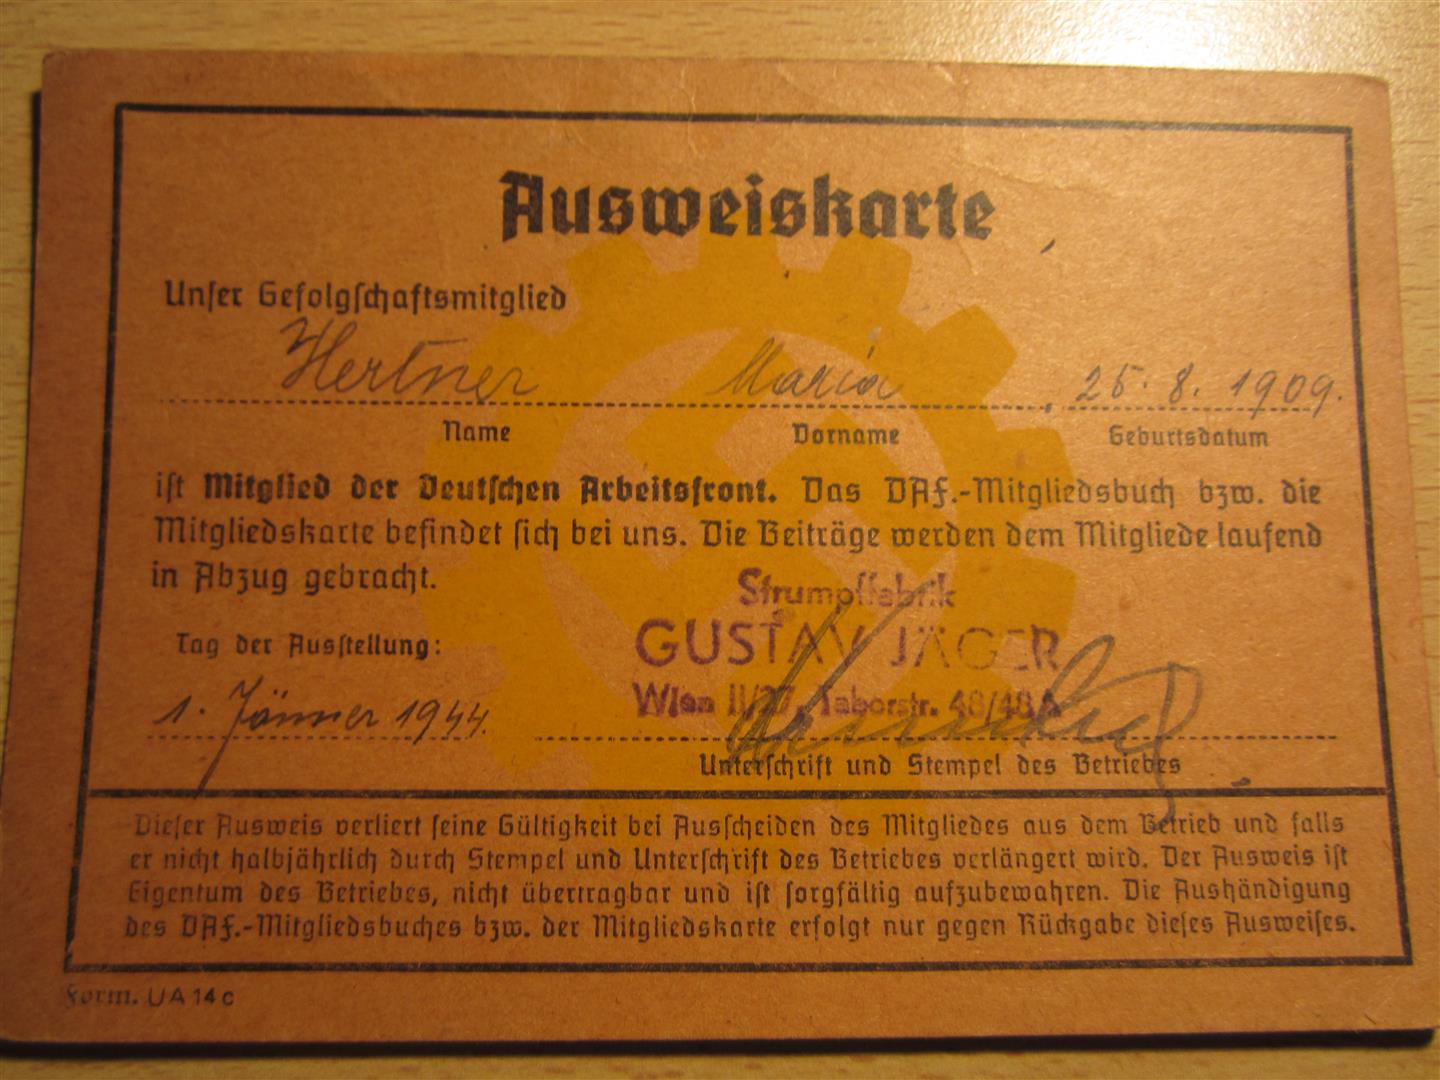 Ausweiskarte
Unser Gefolgschaftsmitglied
Hertner Maria, 25. 8. 1909.
Name Vorname Geburtsdatum
ist Mitglied der Deutschen Arbeitsfront. Das DAF.-Mitgliedsbuch bzw. die
Mitgliedskarte befindet sich bei uns. Die Beiträge werden dem Mitgliede laufend
in Abzug gebracht.
Strumpffabrik
GUSTAV JÄGER
Wien II/27, Taborstr. 48/48A
Tag der Ausstellung:
1. Jänner 1944.
Unterschrift und Stempel des Betriebes
Dieser Ausweis verliert seine Gültigkeit bei Ausscheiden des Mitgliedes aus dem Betrieb und falls
er nicht halbjährlich durch Stempel und Unterschrift des Betriebes verlängert wird. Der Ausweis ist
Eigentum des Betriebes, nicht übertragbar und ist sorgfältig aufzubewahren. Die Aushändigung
des DAF.-Mitgliedsbuches bzw. der Mitgliedskarte erfolgt nur gegen Rückgabe dieses Ausweises.
Form. UA 14 c